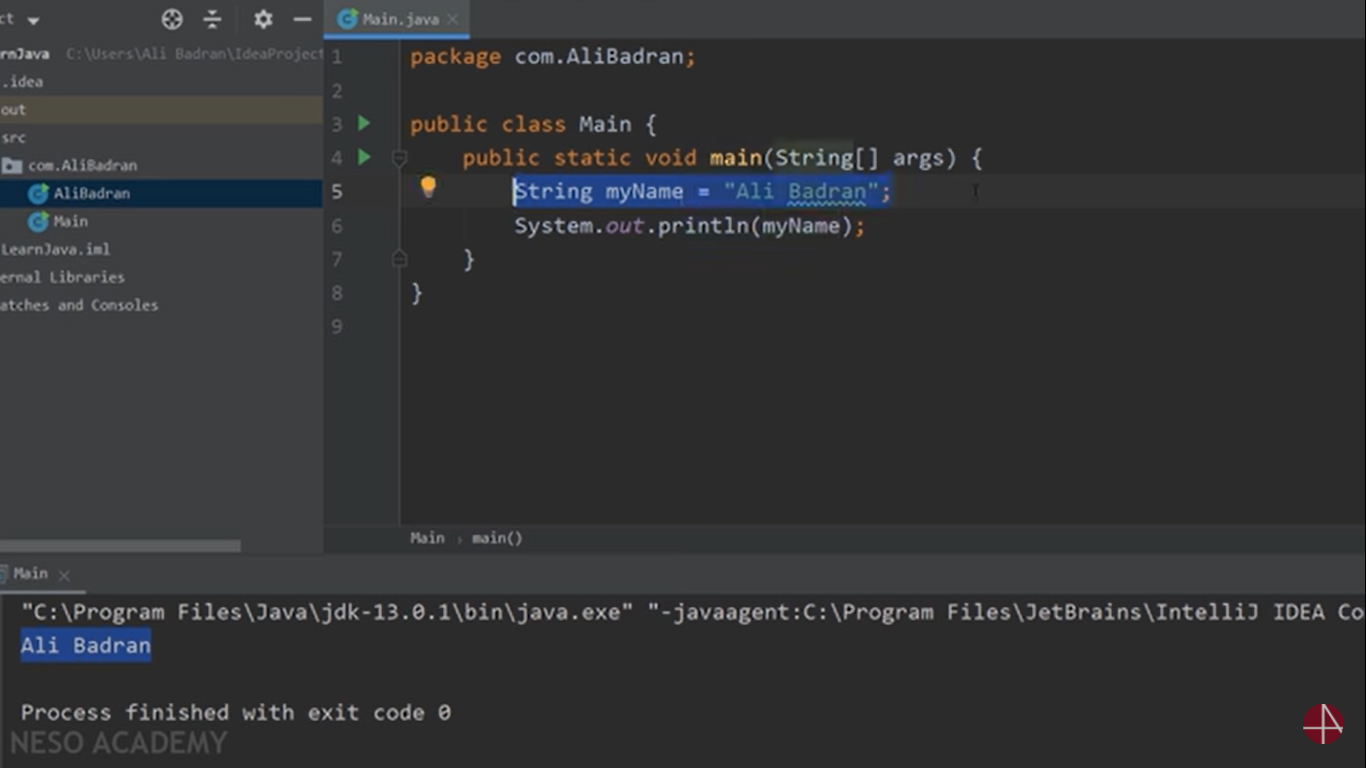 ct
rnJava C:\Users\Ali Badran\IdeaProject
.idea
out
src
com.AliBadran
AliBadran
Main
LearnJava.iml
ernal Libraries
atches and Consoles
Main.java
1 package com.AliBadran;
2
3 public class Main {
4 public static void main(String[] args) {
5 String myName = "Ali Badran";
6 System.out.println(myName);
7 }
8 }
9
Main › main()
Main
"C:\Program Files\Java\jdk-13.0.1\bin\java.exe" "-javaagent:C:\Program Files\JetBrains\IntelliJ IDEA Co
Ali Badran
Process finished with exit code 0
NESO ACADEMY